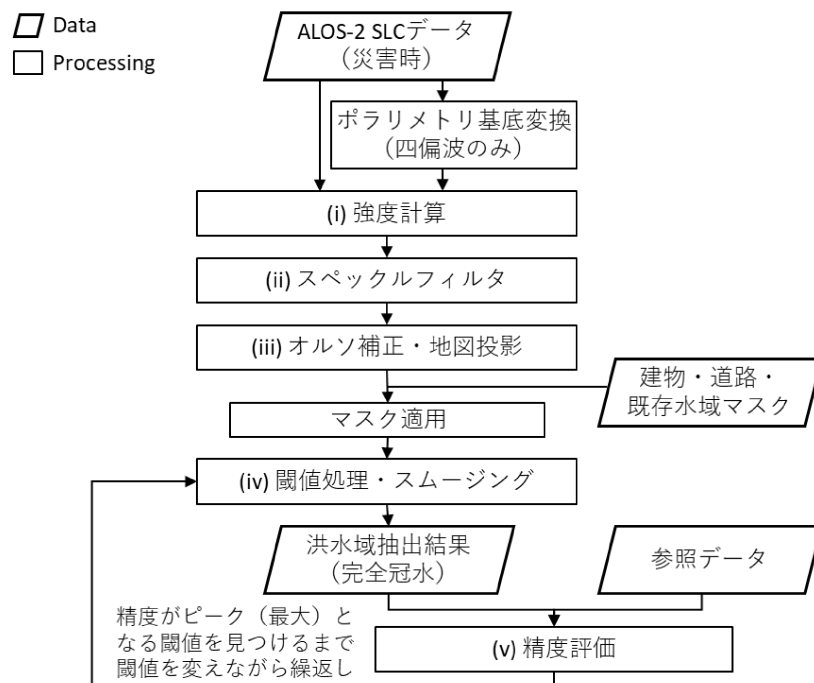 Data
Processing
ALOS-2 SLCデータ
（災害時）
ポラリメトリ基底変換
（四偏波のみ）
(i) 強度計算
(ii) スペックルフィルタ
(iii) オルソ補正・地図投影
建物・道路・
既存水域マスク
マスク適用
(iv) 閾値処理・スムージング
洪水域抽出結果
（完全冠水）
参照データ
精度がピーク（最大）と
なる閾値を見つけるまで
閾値を変えながら繰返し
(v) 精度評価